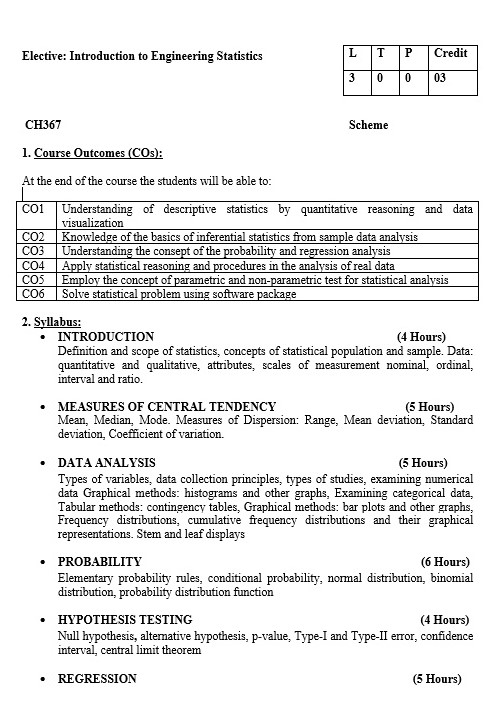 Elective: Introduction to Engineering Statistics
L T P Credit
3 0 0 03
CH367 Scheme
1. Course Outcomes (COs):
At the end of the course the students will be able to:
CO1 Understanding of descriptive statistics by quantitative reasoning and data
visualization
CO2 Knowledge of the basics of inferential statistics from sample data analysis
CO3 Understanding the consept of the probability and regression analysis
CO4 Apply statistical reasoning and procedures in the analysis of real data
CO5 Employ the concept of parametric and non-parametric test for statistical analysis
CO6 Solve statistical problem using software package
2. Syllabus:
• INTRODUCTION (4 Hours)
Definition and scope of statistics, concepts of statistical population and sample. Data:
quantitative and qualitative, attributes, scales of measurement nominal, ordinal,
interval and ratio.
• MEASURES OF CENTRAL TENDENCY (5 Hours)
Mean, Median, Mode. Measures of Dispersion: Range, Mean deviation, Standard
deviation, Coefficient of variation.
• DATA ANALYSIS (5 Hours)
Types of variables, data collection principles, types of studies, examining numerical
data Graphical methods: histograms and other graphs, Examining categorical data,
Tabular methods: contingency tables, Graphical methods: bar plots and other graphs,
Frequency distributions, cumulative frequency distributions and their graphical
representations. Stem and leaf displays
• PROBABILITY (6 Hours)
Elementary probability rules, conditional probability, normal distribution, binomial
distribution, probability distribution function
• HYPOTHESIS TESTING (4 Hours)
Null hypothesis, alternative hypothesis, p-value, Type-I and Type-II error, confidence
interval, central limit theorem
• REGRESSION (5 Hours)